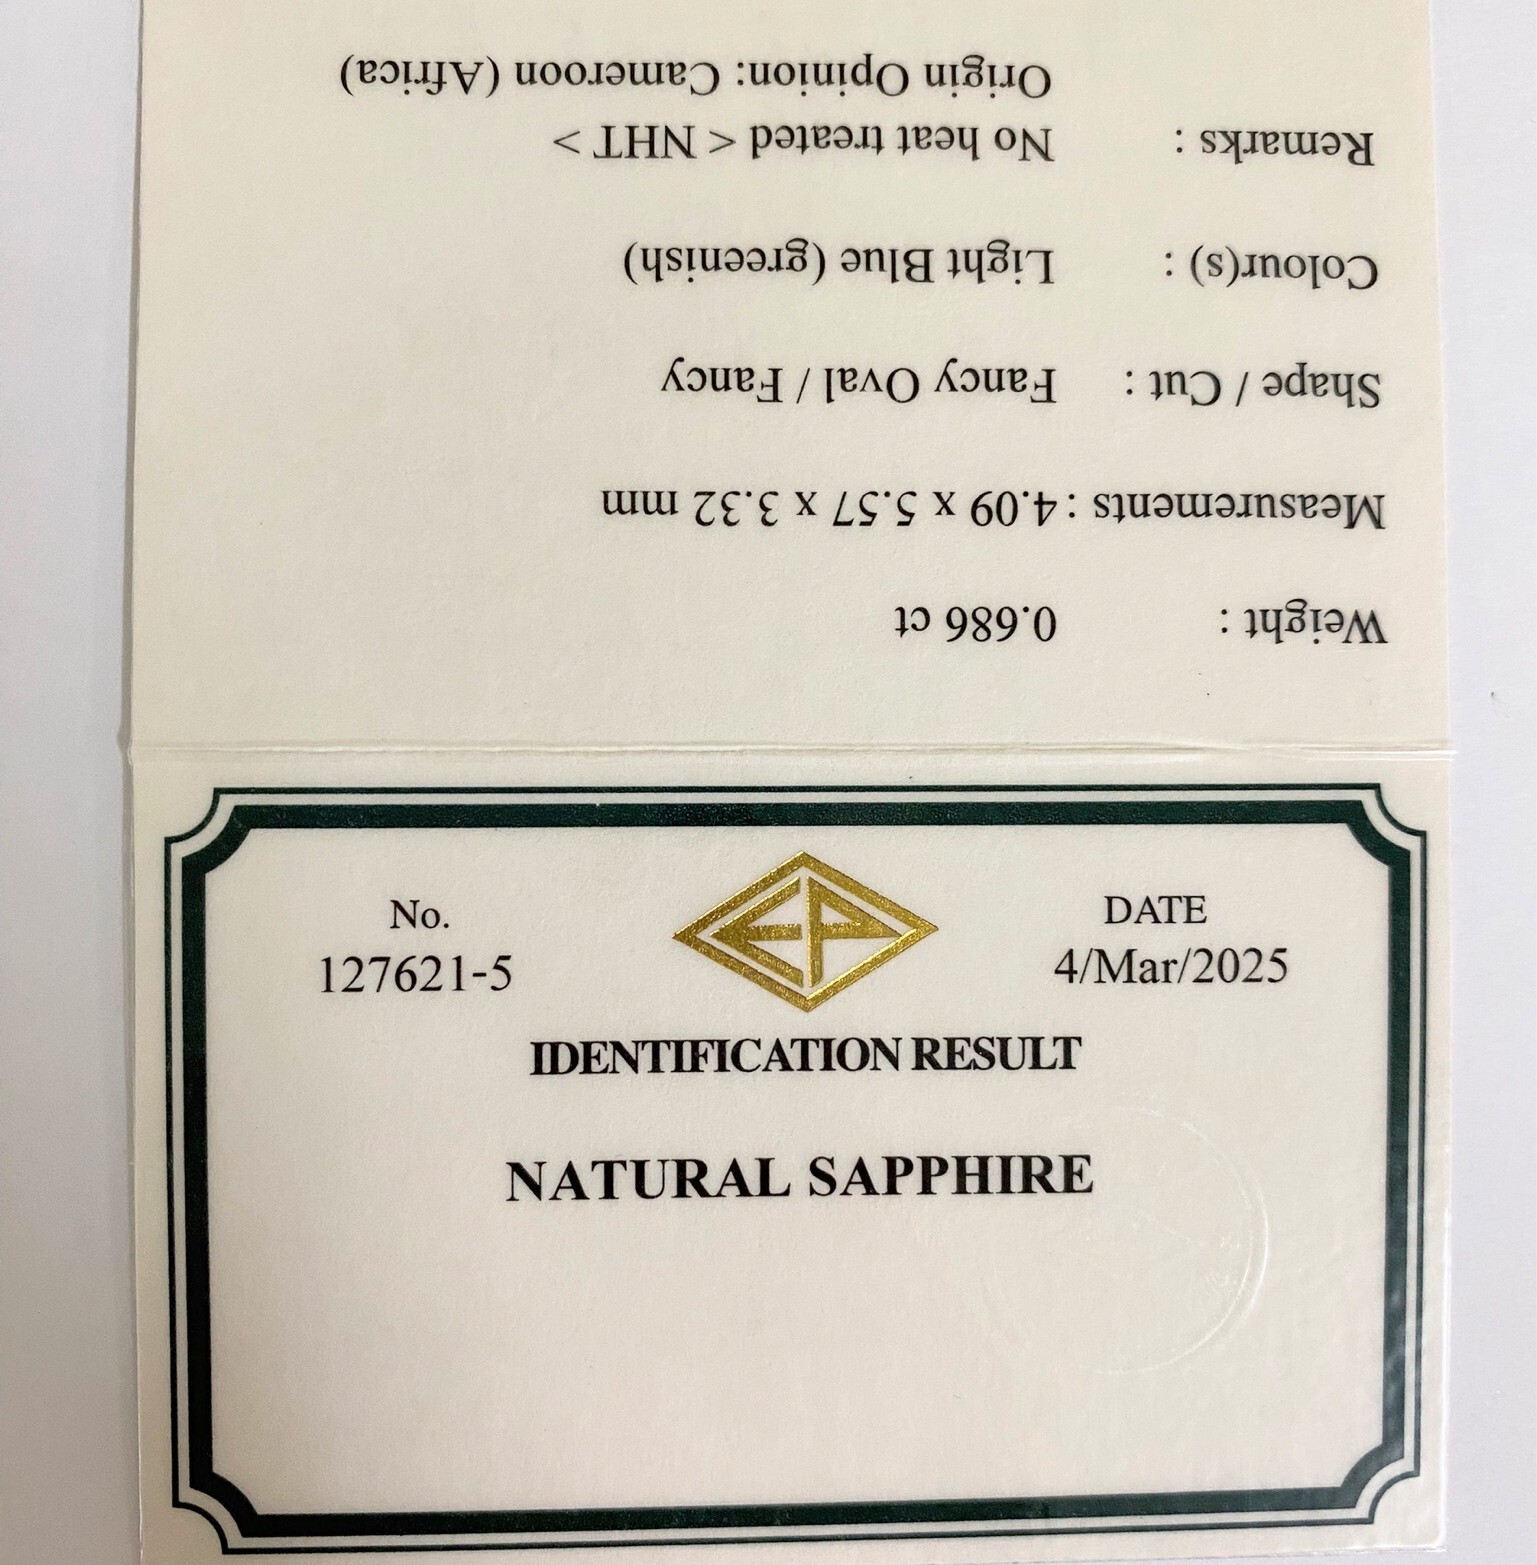 No.
127621-5
EP
DATE
4/Mar/2025
IDENTIFICATION RESULT
NATURAL SAPPHIRE
Weight : 0.686 ct
Measurements : 4.09 x 5.57 x 3.32 mm
Shape / Cut : Fancy Oval / Fancy
Colour(s) : Light Blue (greenish)
Remarks : No heat treated < NHT >
Origin Opinion: Cameroon (Africa)